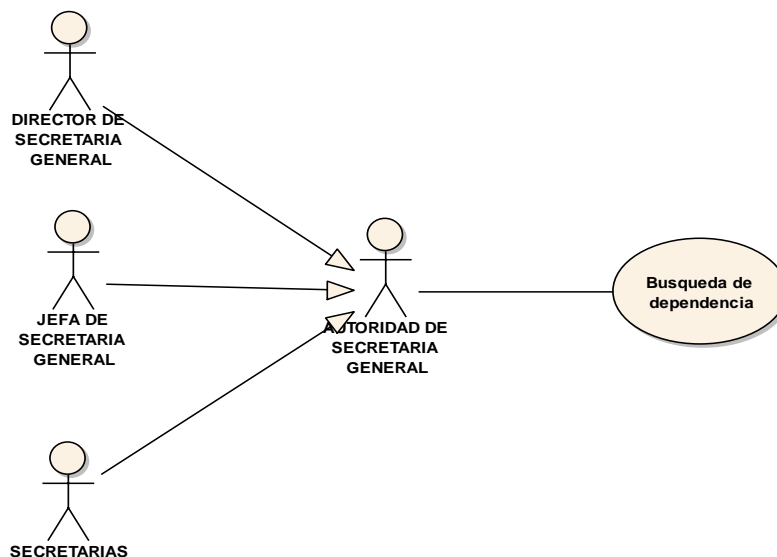 DIRECTOR DE
SECRETARIA
GENERAL
JEFA DE
SECRETARIA
GENERAL
SECRETARIAS
AUTORIDAD DE
SECRETARIA
GENERAL
Busqueda de
dependencia